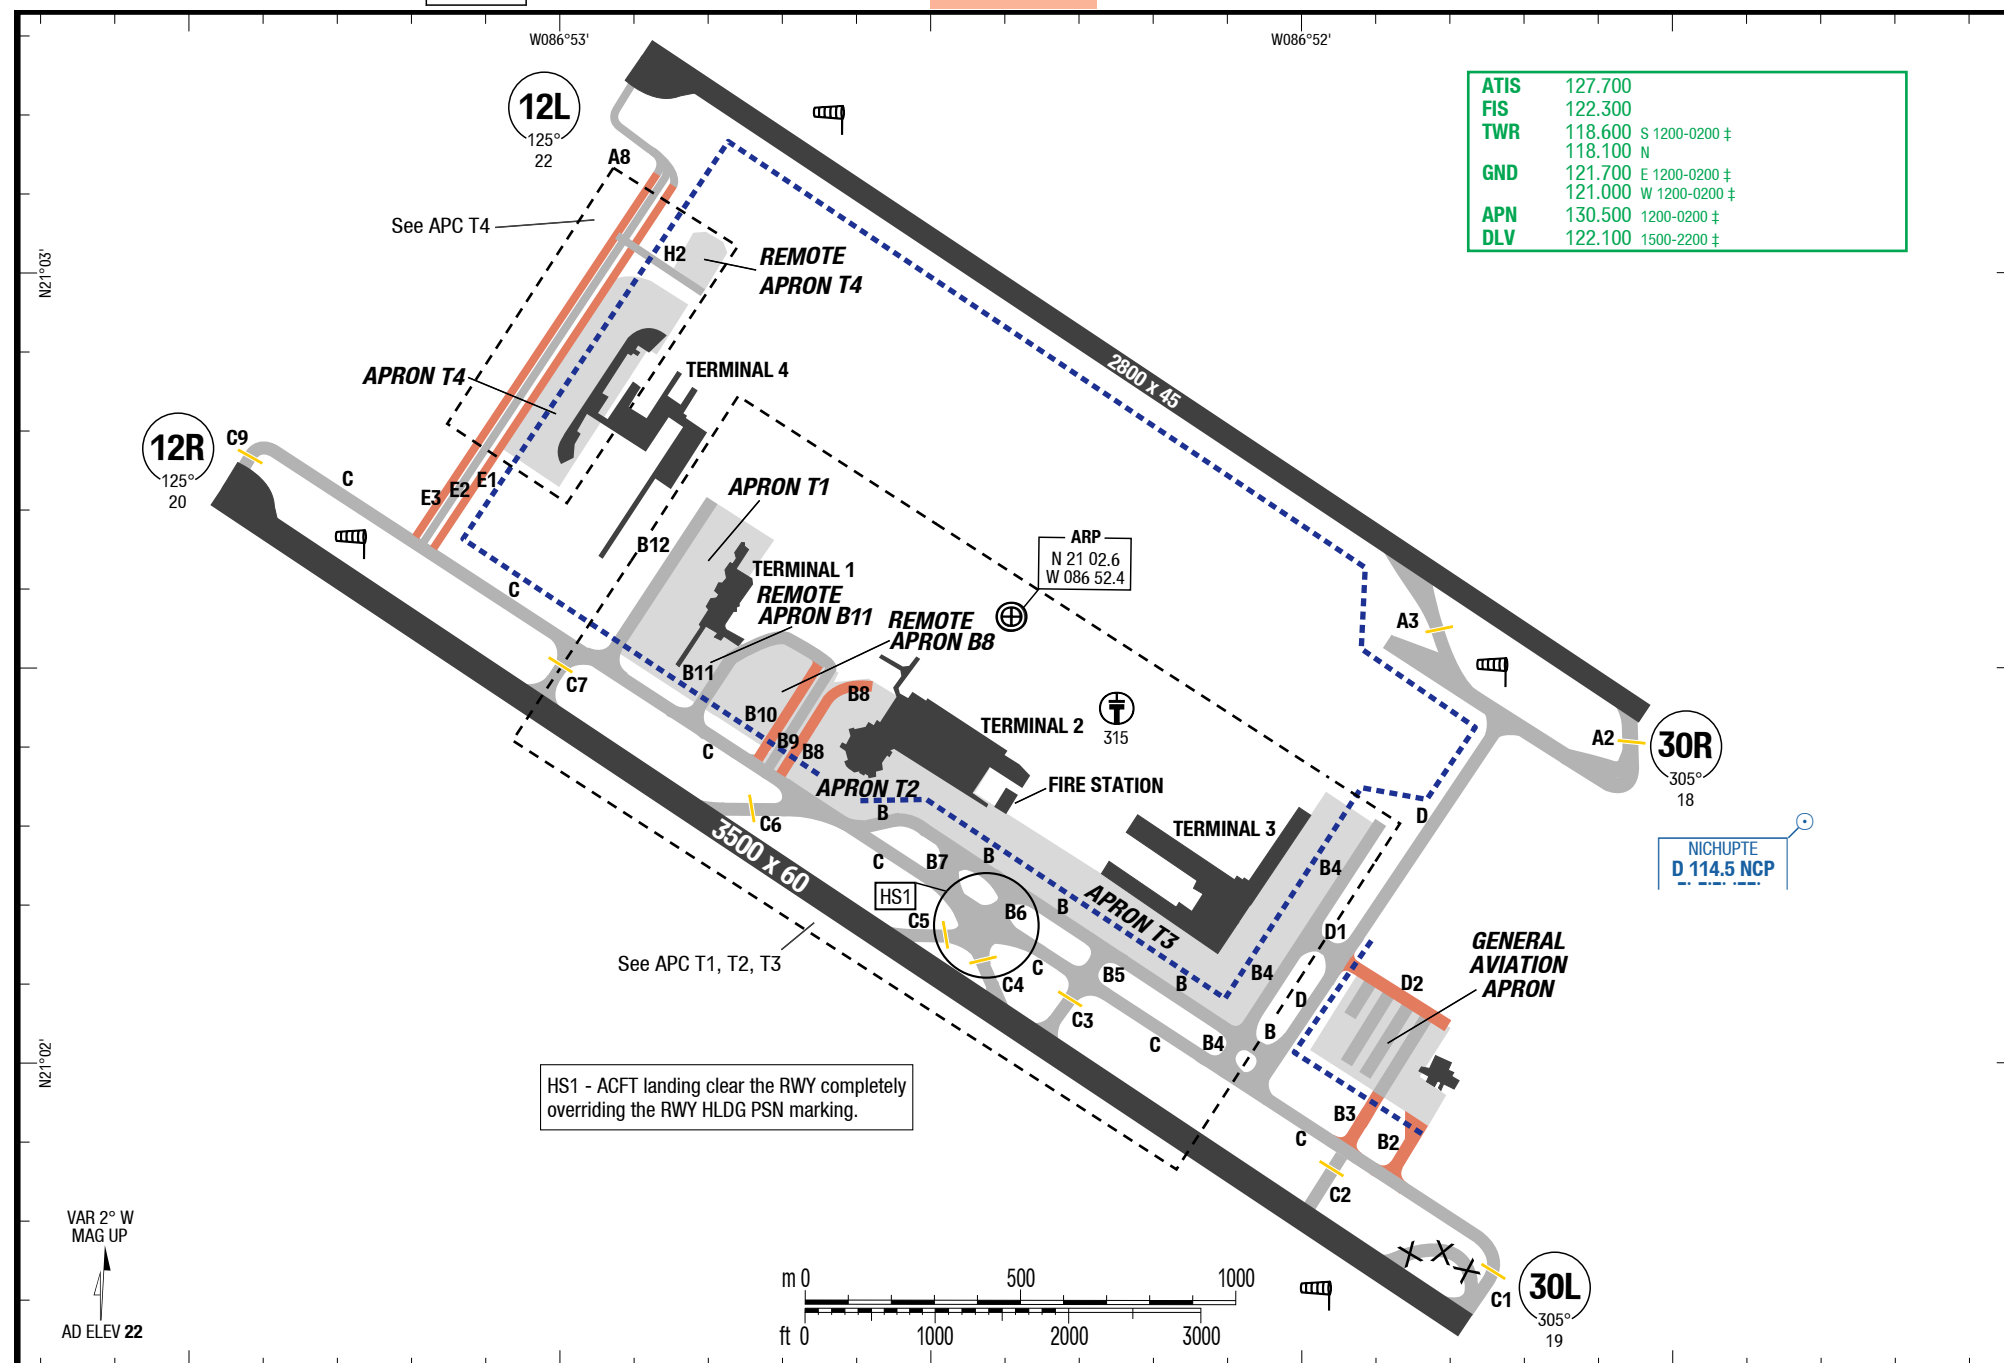 W086°53'
W086°52'
12L
125°
22
ATIS 127.700
FIS 122.300
TWR 118.600 S 1200-0200 ‡
118.100 N
GND 121.700 E 1200-0200 ‡
121.000 W 1200-0200 ‡
APN 130.500 1200-0200 ‡
DLV 122.100 1500-2200 ‡
A8
See APC T4
H2
REMOTE
APRON T4
N21°03'
APRON T4
TERMINAL 4
2800 x 45
12R
125°
20
C9
C
E3
E2
E1
APRON T1
B12
ARP
N 21 02.6
W 086 52.4
TERMINAL 1
REMOTE
APRON B11
REMOTE
APRON B8
C
A3
B11
C7
B8
B10
TERMINAL 2
315
B9
B8
C
A2
30R
305°
18
APRON T2
FIRE STATION
B
C6
3500 x 60
TERMINAL 3
D
NICHUPTE
D 114.5 NCP
C
B7
B
B4
HS1
C5
B6
B
APRON T3
D1
GENERAL
AVIATION
APRON
See APC T1, T2, T3
C
C4
B5
B
B4
D
D2
C3
B
C
B4
N21°02'
HS1 - ACFT landing clear the RWY completely
overriding the RWY HLDG PSN marking.
B3
B2
C
C2
VAR 2° W
MAG UP
AD ELEV 22
m 0 500 1000
ft 0 1000 2000 3000
X X X
C1
30L
305°
19